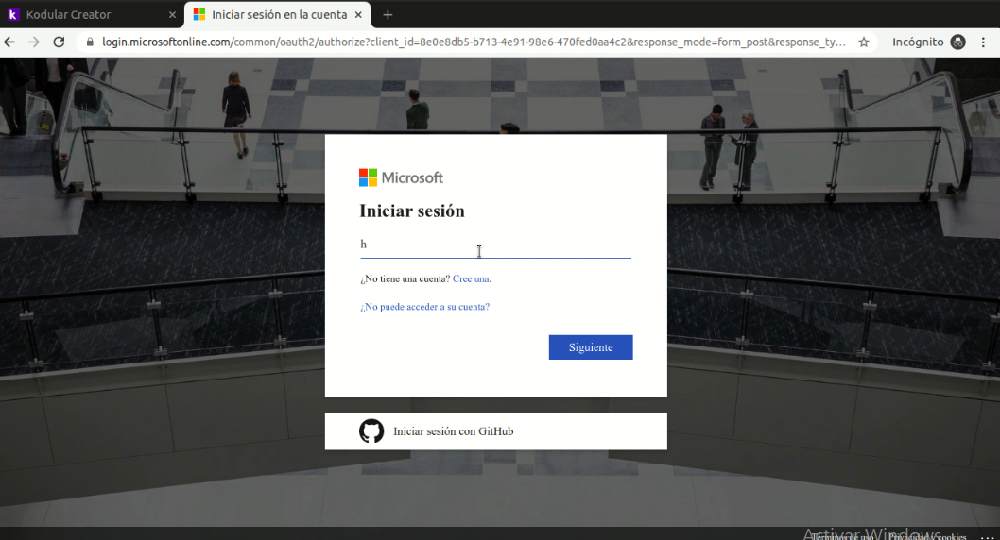 Kodular Creator
Iniciar sesión en la cuenta
login.microsoftonline.com/common/oauth2/authorize?client_id=8e0e8db5-b713-4e91-98e6-470fed0aa4c2&response_mode=form_post&response_ty...
Incógnito
Microsoft
Iniciar sesión
h
¿No tiene una cuenta? Cree una.
¿No puede acceder a su cuenta?
Siguiente
Iniciar sesión con GitHub
Activar Windows
Términos de uso Privacidad y cookies ...